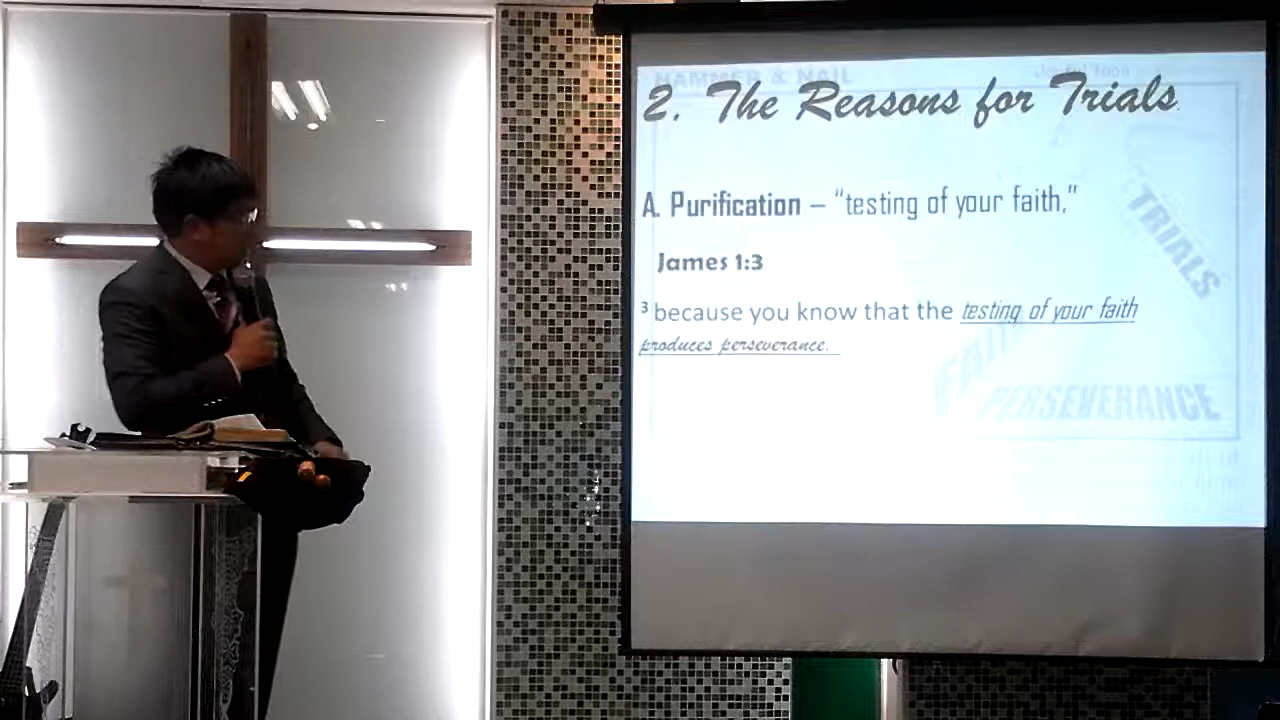 HAMMER & NAIL
2. The Reasons for Trials
A. Purification – “testing of your faith,”
TRIALS
James 1:3
³ because you know that the testing of your faith
produces perseverance.
FAITH
PERSEVERANCE